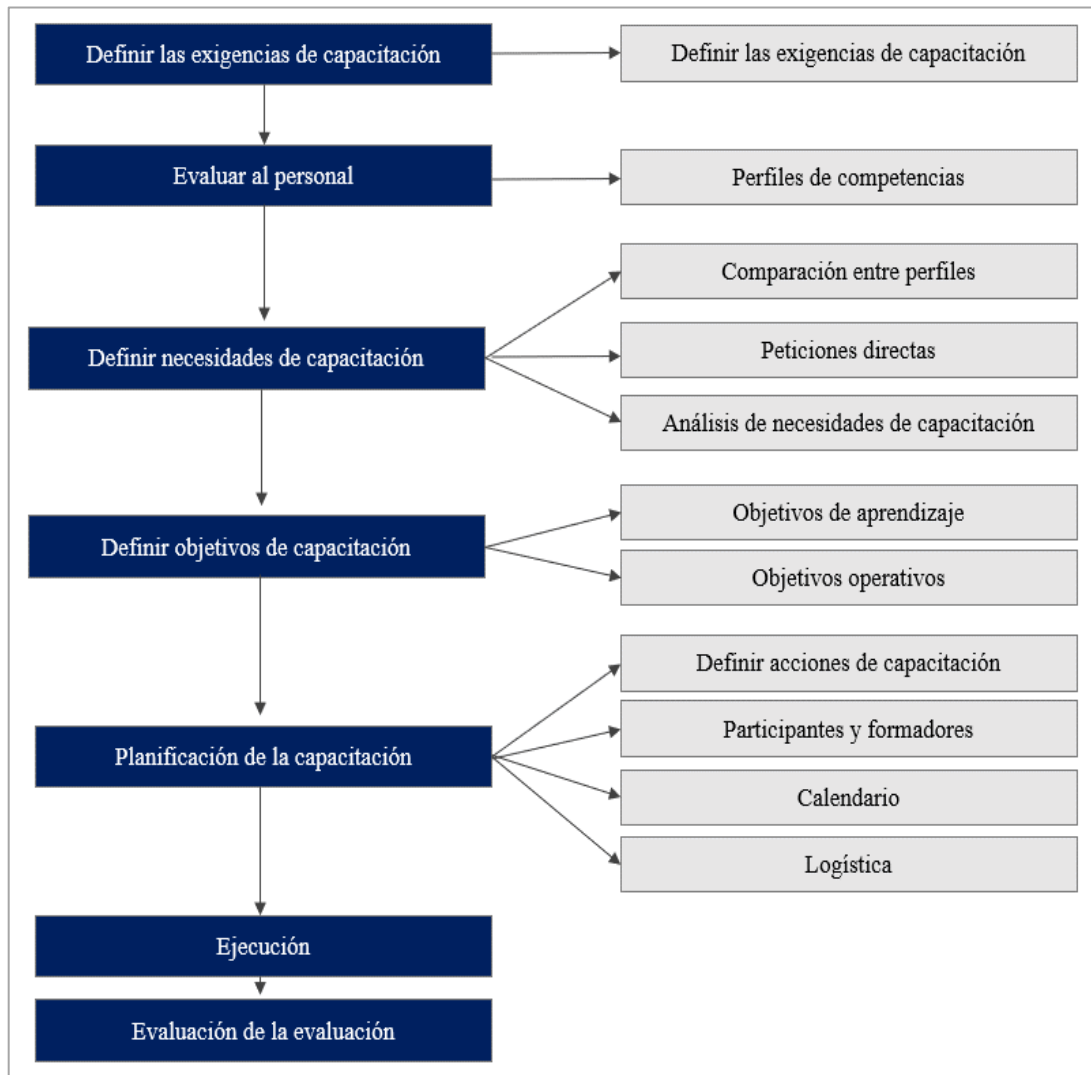 Definir las exigencias de capacitación
Definir las exigencias de capacitación
Evaluar al personal
Perfiles de competencias
Comparación entre perfiles
Definir necesidades de capacitación
Peticiones directas
Análisis de necesidades de capacitación
Objetivos de aprendizaje
Definir objetivos de capacitación
Objetivos operativos
Definir acciones de capacitación
Participantes y formadores
Planificación de la capacitación
Calendario
Logística
Ejecución
Evaluación de la evaluación